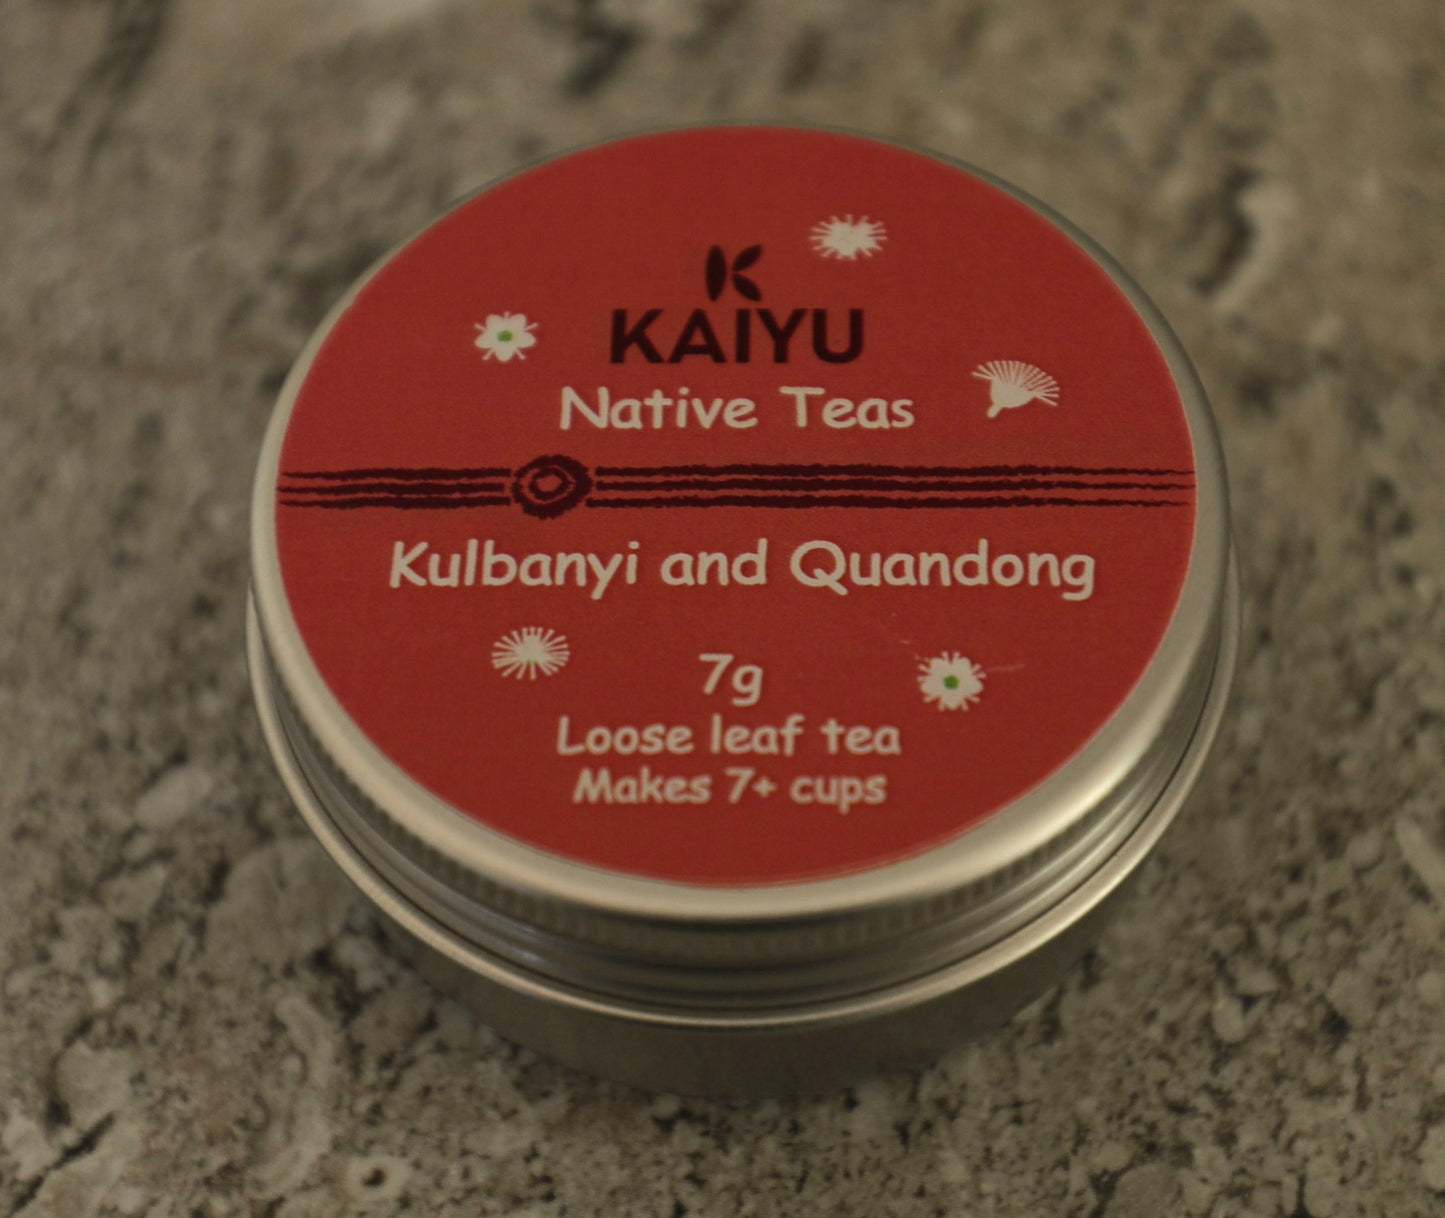 KAIYU
Native Teas
Kulbanyi and Quandong
7g
Loose leaf tea
Makes 7+ cups